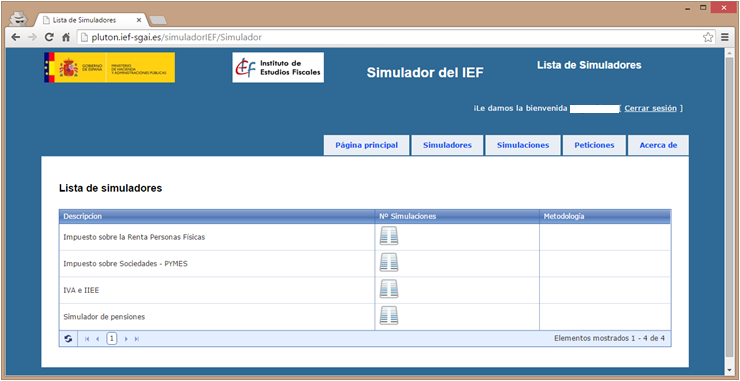 Lista de Simuladores
pluton.ief-sgai.es/simuladorIEF/Simulador
GOBIERNO DE ESPAÑA
MINISTERIO DE HACIENDA Y ADMINISTRACIONES PÚBLICAS
Instituto de
Estudios Fiscales
Simulador del IEF
Lista de Simuladores
¡Le damos la bienvenida [ Cerrar sesión ]
Página principal Simuladores Simulaciones Peticiones Acerca de
Lista de simuladores
Descripcion Nº Simulaciones Metodología
Impuesto sobre la Renta Personas Fisicas
Impuesto sobre Sociedades - PYMES
IVA e IIEE
Simulador de pensiones
1 Elementos mostrados 1 - 4 de 4